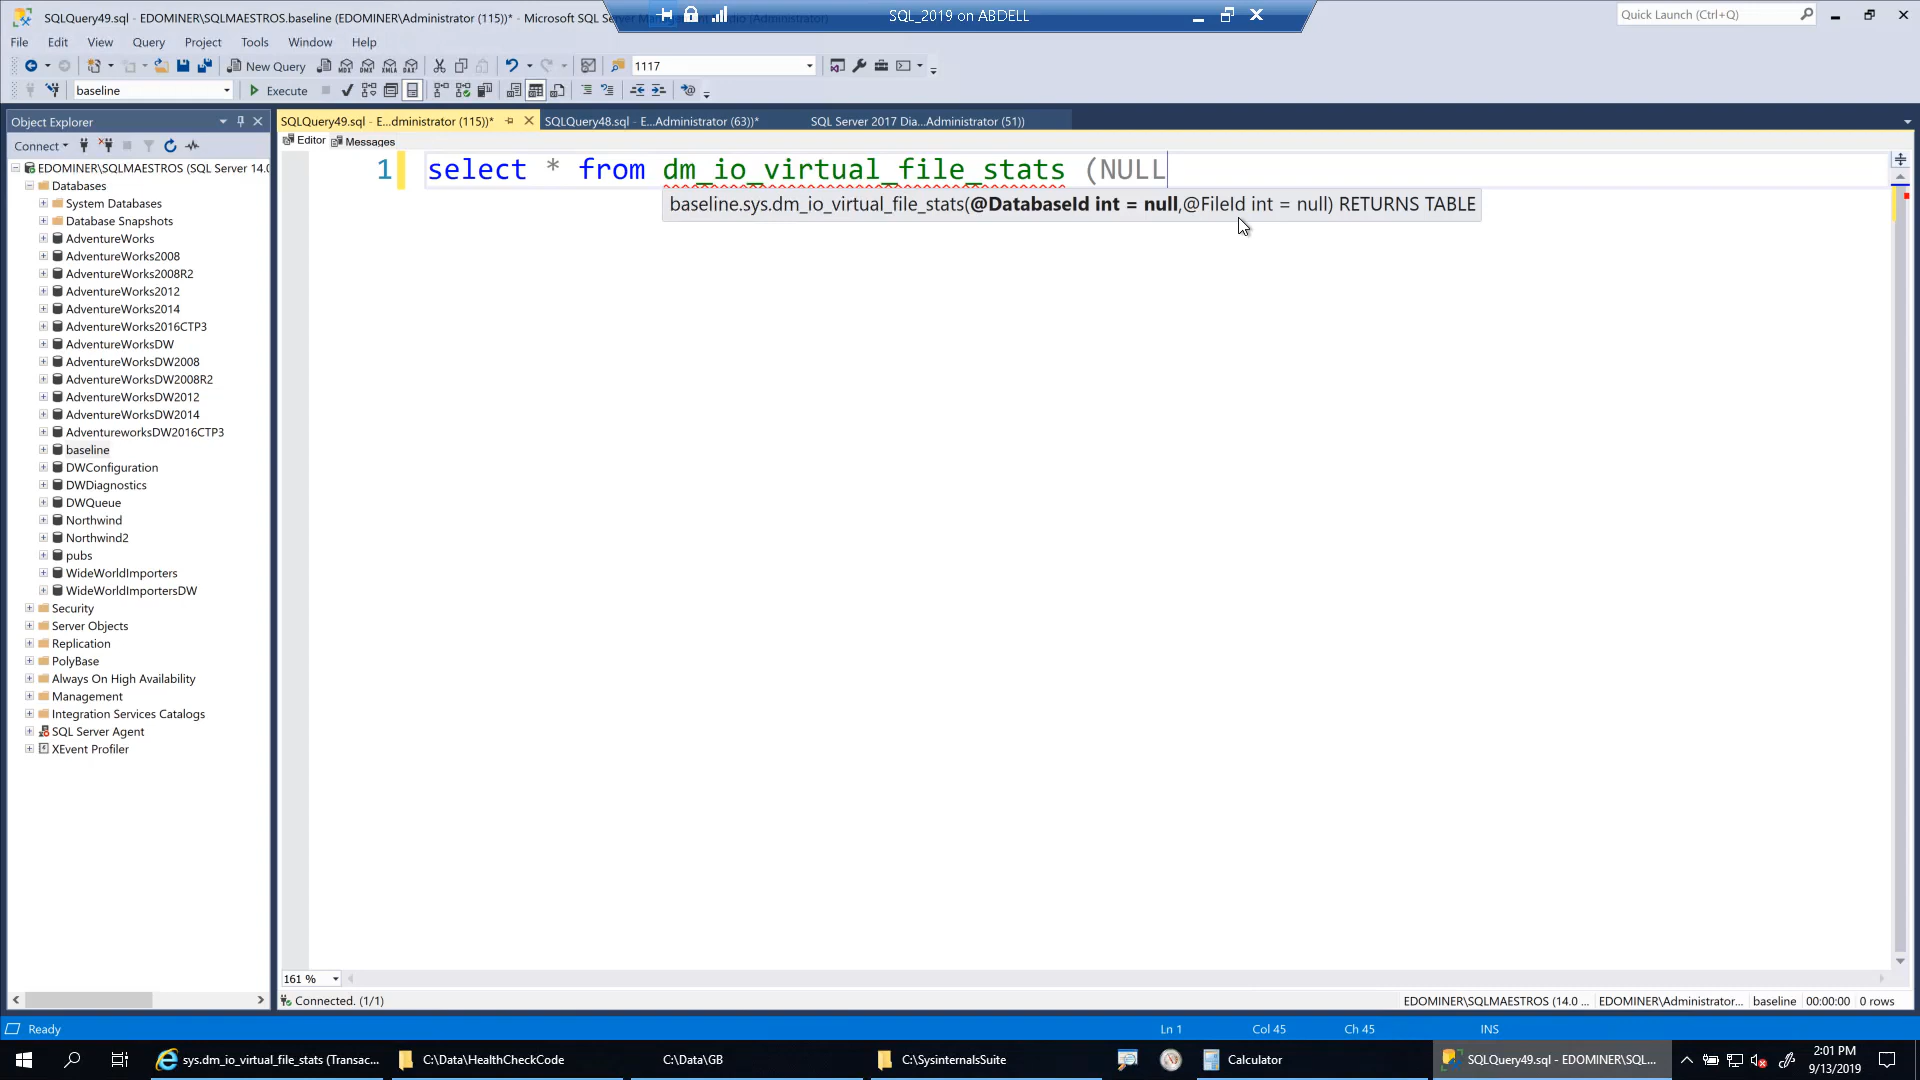 SQLQuery49.sql - EDOMINER\SQLMAESTROS.baseline (EDOMINER\Administrator (115))* - Microsoft SQL Ser
SQL_2019 on ABDELL
Quick Launch (Ctrl+Q)
File Edit View Query Project Tools Window Help
New Query
1117
baseline
Execute
Object Explorer
SQLQuery49.sql - E...dministrator (115))*
SQLQuery48.sql - E...Administrator (63))*
SQL Server 2017 Dia...Administrator (51))
Editor
Messages
Connect
EDOMINER\SQLMAESTROS (SQL Server 14.0
Databases
System Databases
Database Snapshots
AdventureWorks
AdventureWorks2008
AdventureWorks2008R2
AdventureWorks2012
AdventureWorks2014
AdventureWorks2016CTP3
AdventureWorksDW
AdventureWorksDW2008
AdventureWorksDW2008R2
AdventureWorksDW2012
AdventureWorksDW2014
AdventureworksDW2016CTP3
baseline
DWConfiguration
DWDiagnostics
DWQueue
Northwind
Northwind2
pubs
WideWorldImporters
WideWorldImportersDW
Security
Server Objects
Replication
PolyBase
Always On High Availability
Management
Integration Services Catalogs
SQL Server Agent
XEvent Profiler
1 select * from dm_io_virtual_file_stats (NULL
baseline.sys.dm_io_virtual_file_stats(@DatabaseId int = null,@FileId int = null) RETURNS TABLE
161 %
Connected. (1/1)
EDOMINER\SQLMAESTROS (14.0 ... EDOMINER\Administrator... baseline 00:00:00 0 rows
Ready
Ln 1 Col 45 Ch 45 INS
sys.dm_io_virtual_file_stats (Transac...
C:\Data\HealthCheckCode
C:\Data\GB
C:\SysinternalsSuite
Calculator
SQLQuery49.sql - EDOMINER\SQL...
2:01 PM
9/13/2019